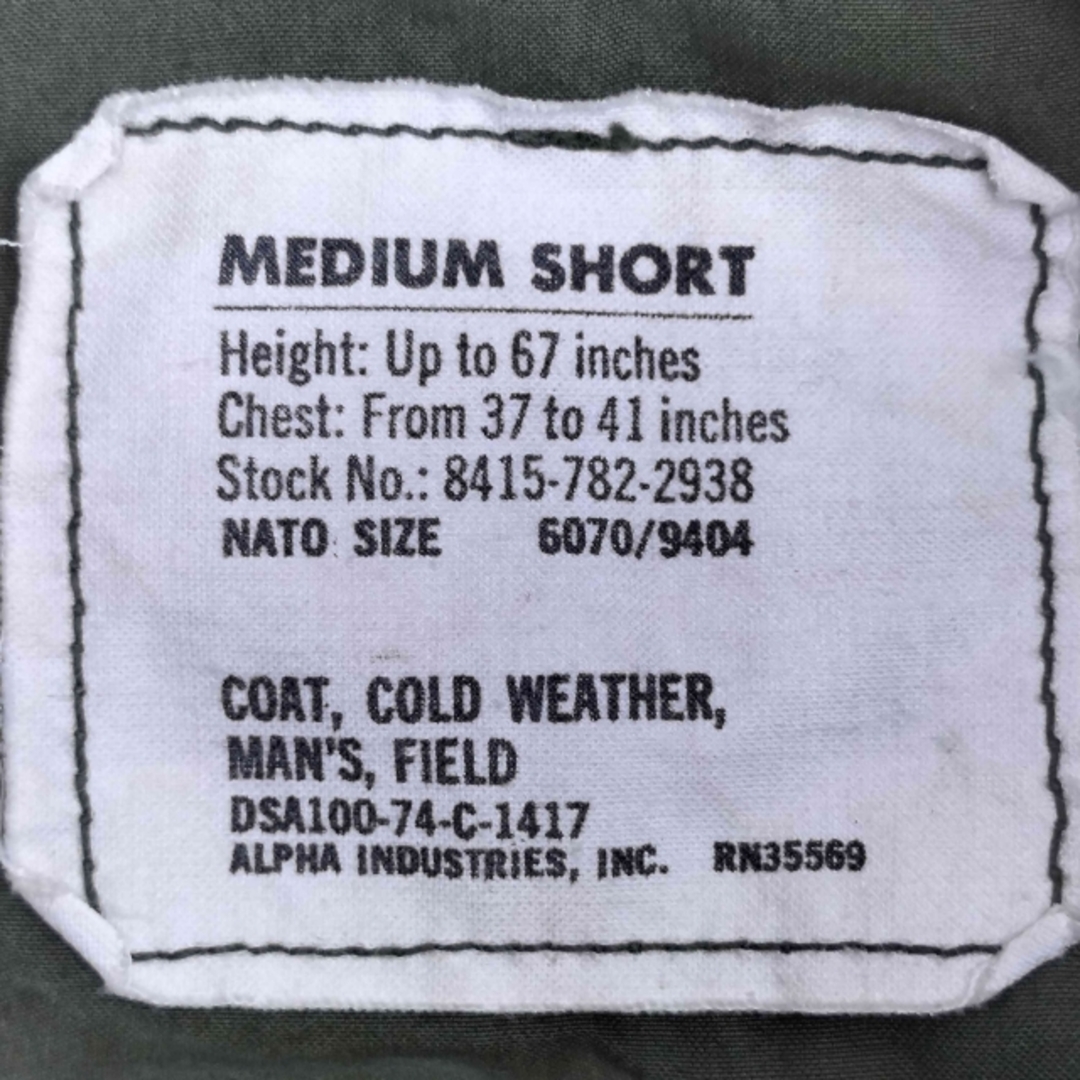 MEDIUM SHORT
Height: Up to 67 inches
Chest: From 37 to 41 inches
Stock No.: 8415-782-2938
NATO SIZE 6070/9404
COAT, COLD WEATHER,
MAN'S, FIELD
DSA100-74-C-1417
ALPHA INDUSTRIES, INC. RN35569